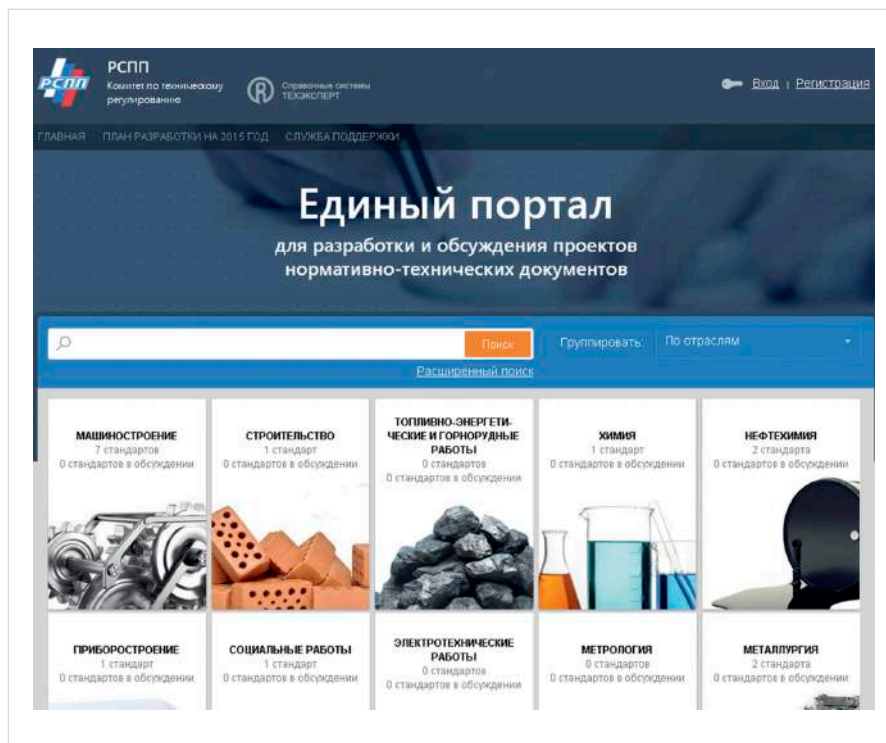 РСПП
РСПП
Комитет по техническому
регулированию
Справочные системы
ТЕХЭКСПЕРТ
Вход | Регистрация
ГЛАВНАЯ ПЛАН РАЗРАБОТКИ НА 2015 ГОД СЛУЖБА ПОДДЕРЖКИ
Единый портал
для разработки и обсуждения проектов
нормативно-технических документов
Поиск
Группировать: По отраслям
Расширенный поиск
МАШИНОСТРОЕНИЕ
7 стандартов
0 стандартов в обсуждении
СТРОИТЕЛЬСТВО
1 стандарт
0 стандартов в обсуждении
ТОПЛИВНО-ЭНЕРГЕТИ-
ЧЕСКИЕ И ГОРНОРУДНЫЕ
РАБОТЫ
0 стандартов
0 стандартов в обсуждении
ХИМИЯ
1 стандарт
0 стандартов в обсуждении
НЕФТЕХИМИЯ
2 стандарта
0 стандартов в обсуждении
ПРИБОРОСТРОЕНИЕ
1 стандарт
0 стандартов в обсуждении
СОЦИАЛЬНЫЕ РАБОТЫ
1 стандарт
0 стандартов в обсуждении
ЭЛЕКТРОТЕХНИЧЕСКИЕ
РАБОТЫ
0 стандартов
0 стандартов в обсуждении
МЕТРОЛОГИЯ
0 стандартов
0 стандартов в обсуждении
МЕТАЛЛУРГИЯ
2 стандарта
0 стандартов в обсуждении